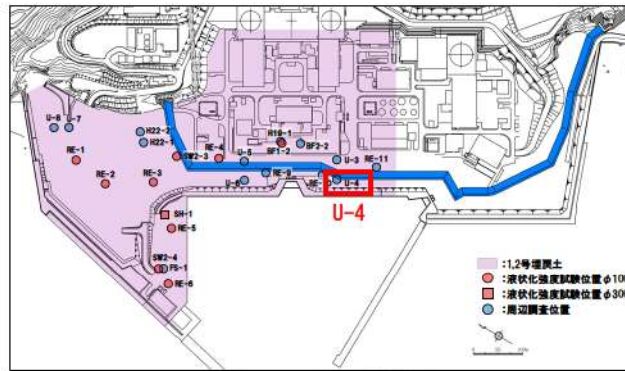 U-8
U-7
H22-2
H22-1
SW2-3
RE-4
H19-1
BF1-2
BF2-2
U-5
U-3
RE-11
RE-1
RE-2
RE-3
U-6
RE-9
U-4
U-4
SH-1
RE-5
SW2-4
FS-1
RE-6
:1,2号埋戻土
:液状化強度試験位置φ100
:液状化強度試験位置φ300
:周辺調査位置